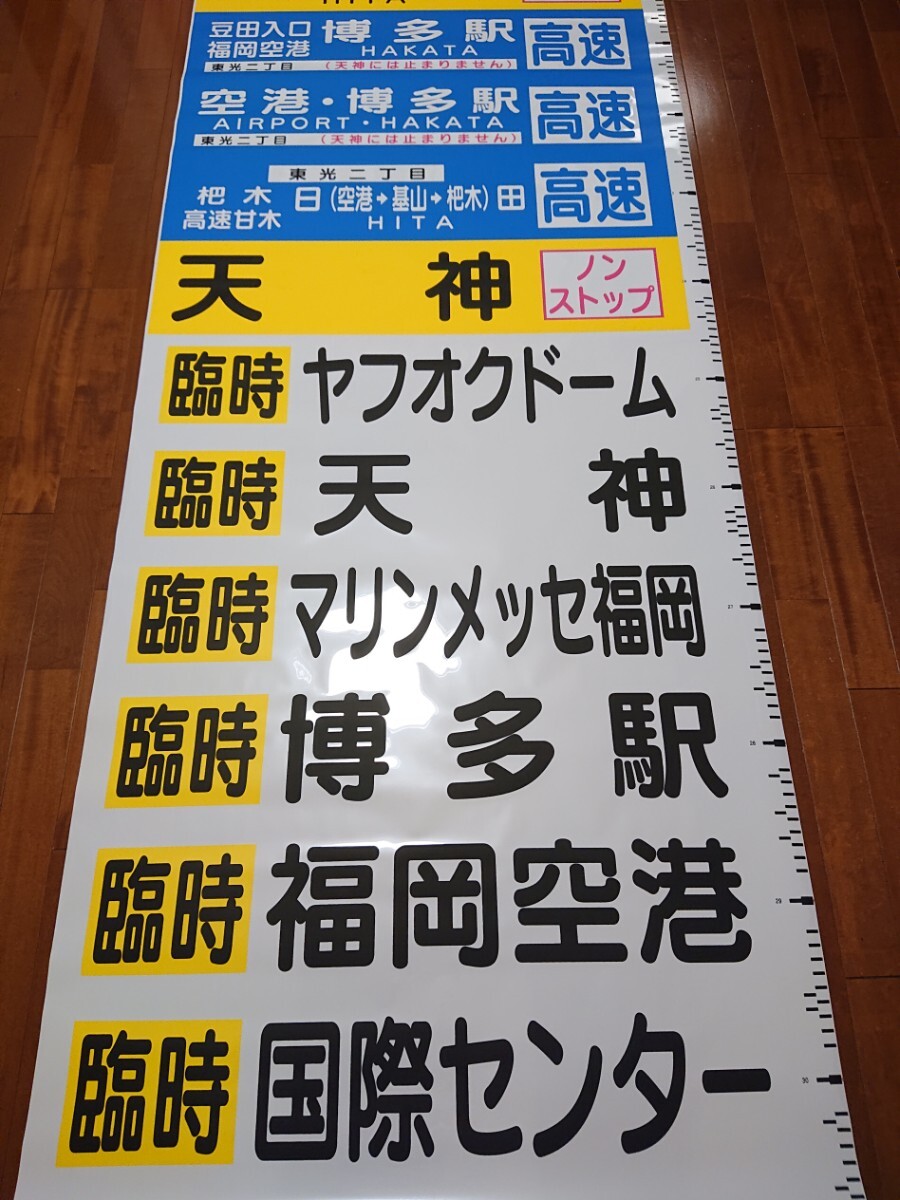 HITA
豆田入口 博多駅 高速
福岡空港 HAKATA
東光二丁目 (天神には止まりません)
空港・博多駅 高速
AIRPORT・HAKATA
東光二丁目 (天神には止まりません)
東光二丁目
杷木 日(空港→基山→杷木)田 高速
高速甘木 HITA
天神 ノン
ストップ
臨時 ヤフオクドーム
臨時 天神
26
臨時 マリンメッセ福岡
27
臨時 博多駅
28
臨時 福岡空港
29
臨時 国際センター
30